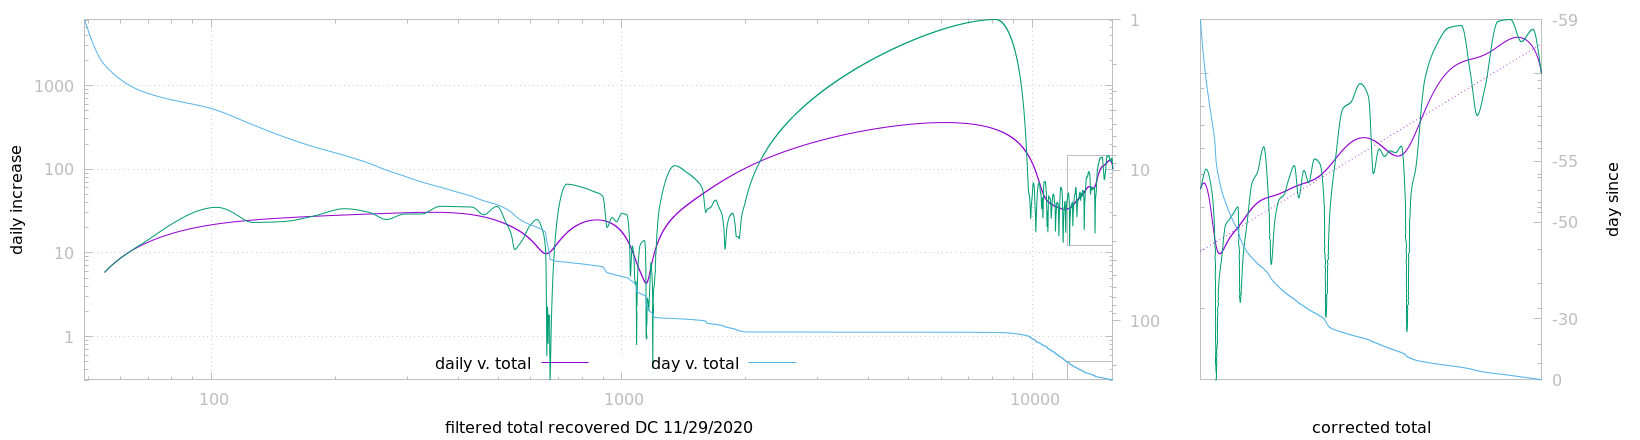 1
-59
1000
daily increase
100
10
-55
day since
-50
10
1
100
-30
daily v. total
day v. total
0
100
1000
10000
filtered total recovered DC 11/29/2020
corrected total